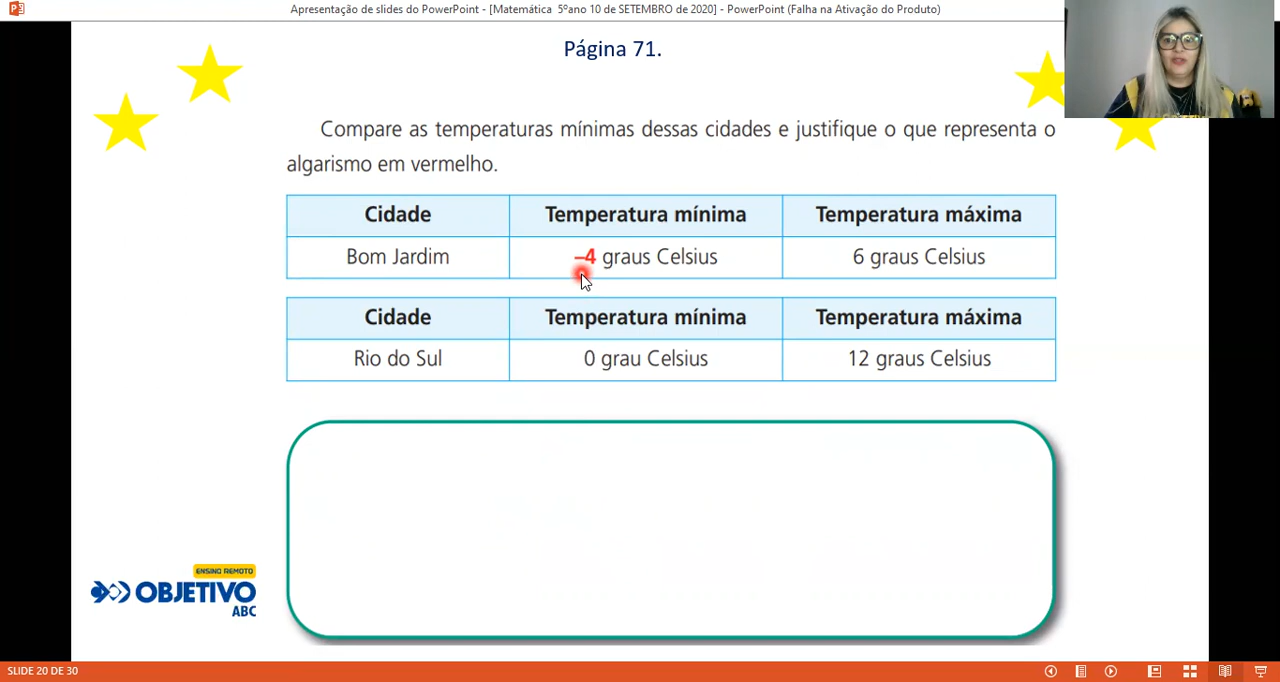 Apresentação de slides do PowerPoint - [Matemática 5ºano 10 de SETEMBRO de 2020] - PowerPoint (Falha na Ativação do Produto)
Página 71.
Compare as temperaturas mínimas dessas cidades e justifique o que representa o
algarismo em vermelho.
Cidade Temperatura mínima Temperatura máxima
Bom Jardim –4 graus Celsius 6 graus Celsius
Cidade Temperatura mínima Temperatura máxima
Rio do Sul 0 grau Celsius 12 graus Celsius
ENSINO REMOTO
OBJETIVO
ABC
SLIDE 20 DE 30